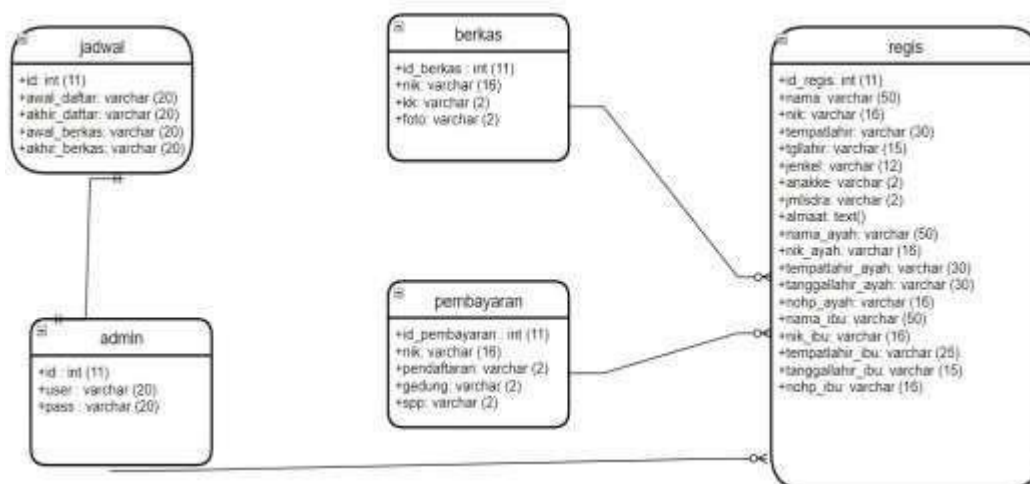 jadwal
+id: int (11)
+awal_daftar: varchar (20)
+akhir_daftar: varchar (20)
+awal_berkas: varchar (20)
+akhir_berkas: varchar (20)
berkas
+id_berkas : int (11)
+nik: varchar (16)
+kk: varchar (2)
+foto: varchar (2)
regis
+id_regis: int (11)
+nama: varchar (50)
+nik: varchar (16)
+tempatlahir: varchar (30)
+tgllahir: varchar (15)
+jenkel: varchar (12)
+anakke: varchar (2)
+jmlsdra: varchar (2)
+almaat: text()
+nama_ayah: varchar (50)
+nik_ayah: varchar (16)
+tempatlahir_ayah: varchar (30)
+tanggallahir_ayah: varchar (30)
+nohp_ayah: varchar (16)
+nama_ibu: varchar (50)
+nik_ibu: varchar (16)
+tempatlahir_ibu: varchar (25)
+tanggallahir_ibu: varchar (15)
+nohp_ibu: varchar (16)
admin
+id : int (11)
+user : varchar (20)
+pass : varchar (20)
pembayaran
+id_pembayaran : int (11)
+nik: varchar (16)
+pendaftaran: varchar (2)
+gedung: varchar (2)
+spp: varchar (2)